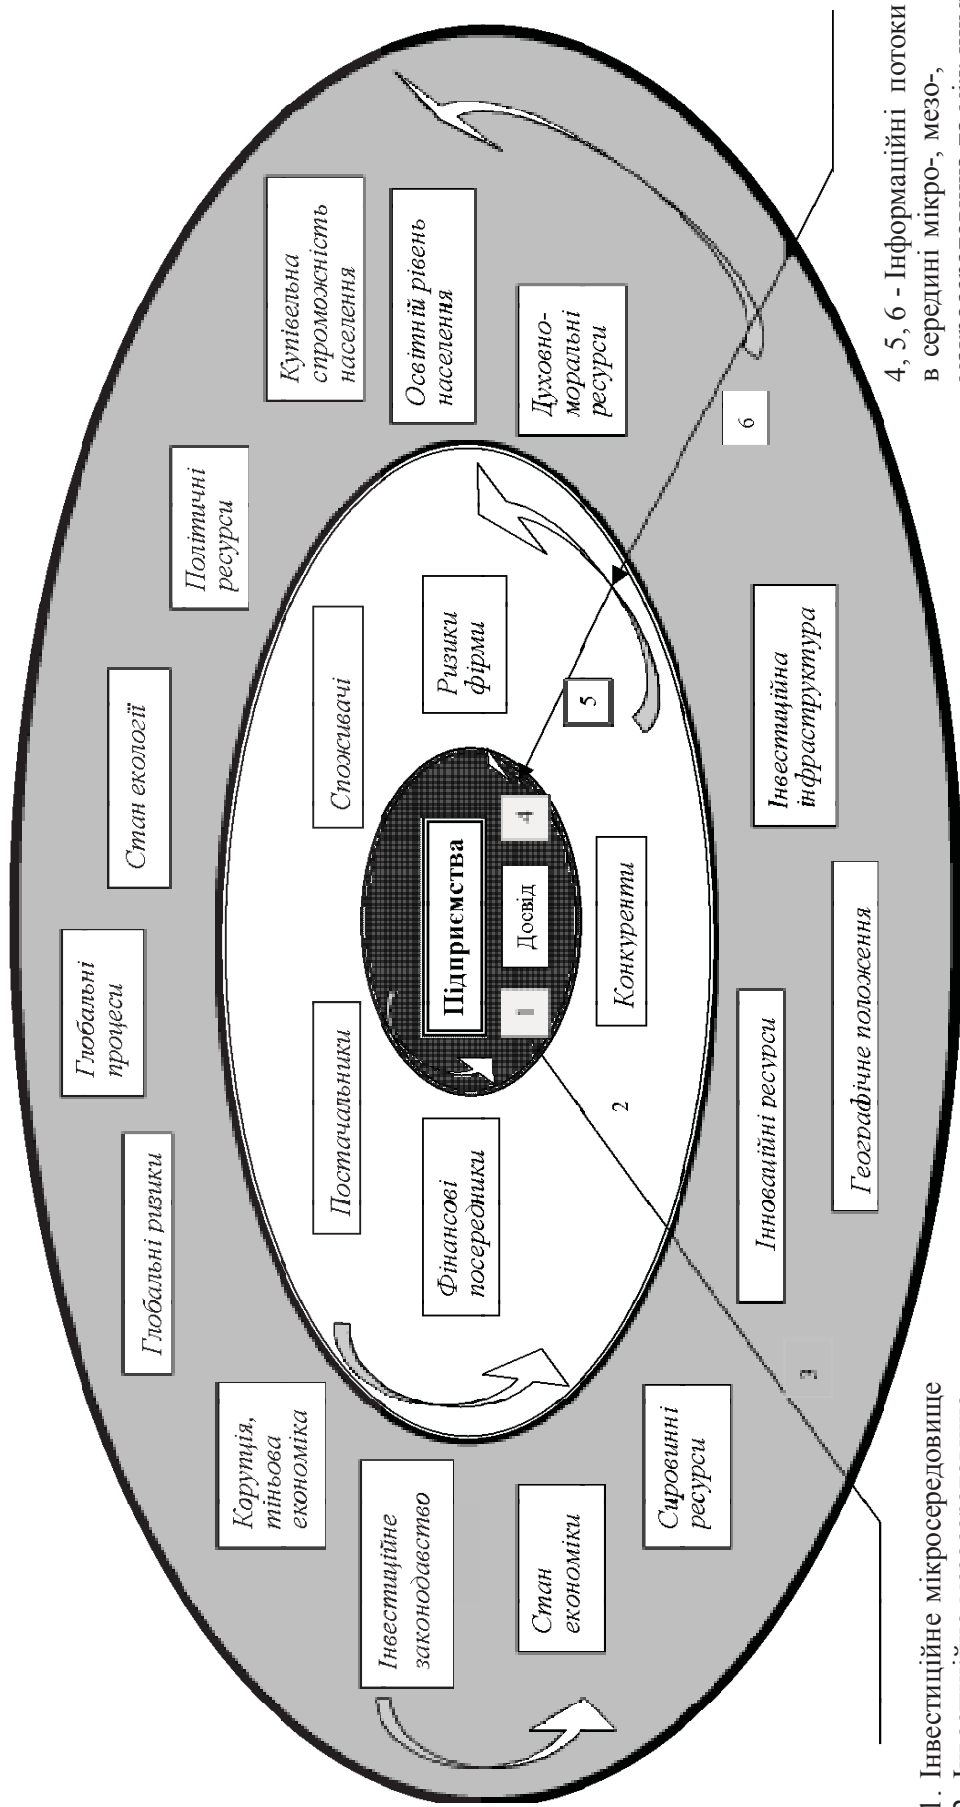 Глобальні ризики
Глобальні
процеси
Стан екології
Політичні
ресурси
Корупція,
тіньова
економіка
Купівельна
спроможність
населення
Інвестиційне
законодавство
Освітній рівень
населення
Постачальники
Споживачі
Фінансові
посередники
Ризики
фірми
Підприємства
1
Досвід
4
Стан
економіки
Духовно-
моральні
ресурси
Конкуренти
5
2
Сировинні
ресурси
6
Інноваційні ресурси
Інвестиційна
інфраструктура
3
Географічне положення
1. Інвестиційне мікросередовище
4, 5, 6 - Інформаційні потоки
в середині мікро-, мезо-,